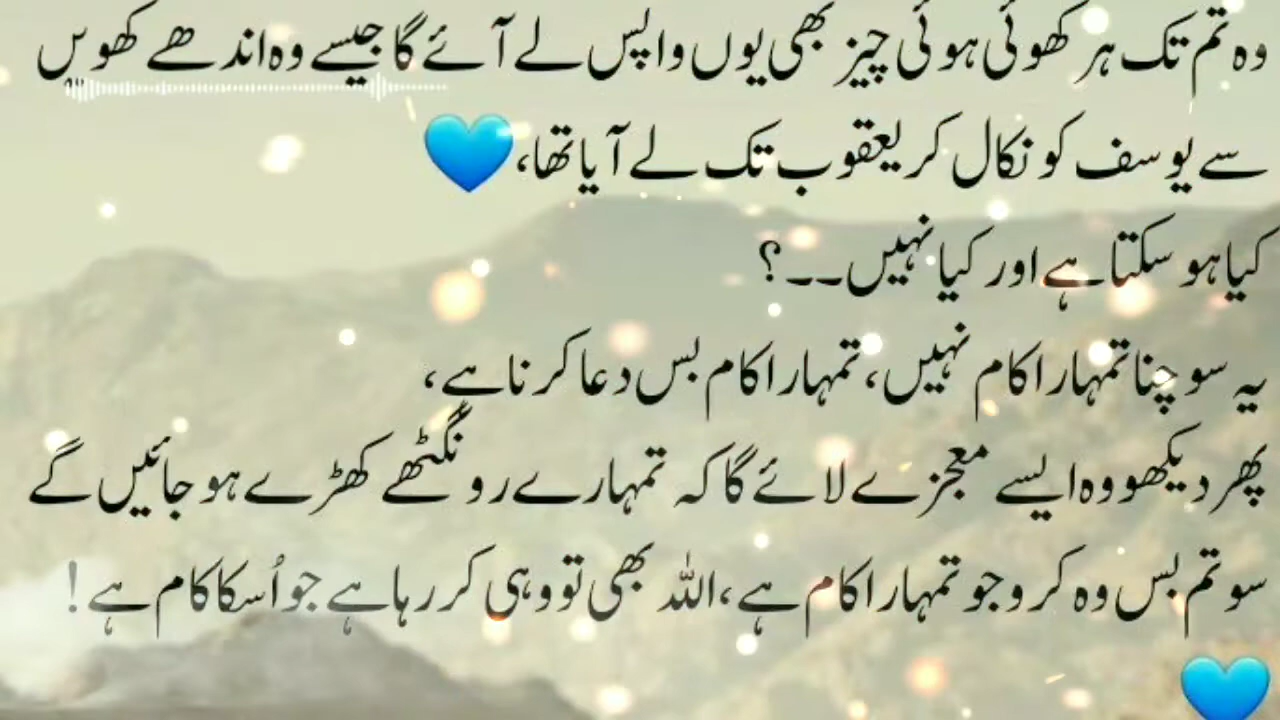 وہ تم تک ہر کھوئی ہوئی چیز بھی یوں واپس لے آئے گا جیسے وہ اندھے کھویں
سے یوسف کو نکال کر یعقوب تک لے آیا تھا،💙
کیا ہو سکتا ہے اور کیا نہیں۔۔۔؟
یہ سوچنا تمہارا کام نہیں، تمہارا کام بس دعا کرنا ہے،
پھر دیکھو وہ ایسے معجزے لائے گا کہ تمہارے رونگٹھے کھڑے ہو جائیں گے
سو تم بس وہ کرو جو تمہارا کام ہے، اللہ بھی تو وہی کر رہا ہے جو اُسکا کام ہے!
💙